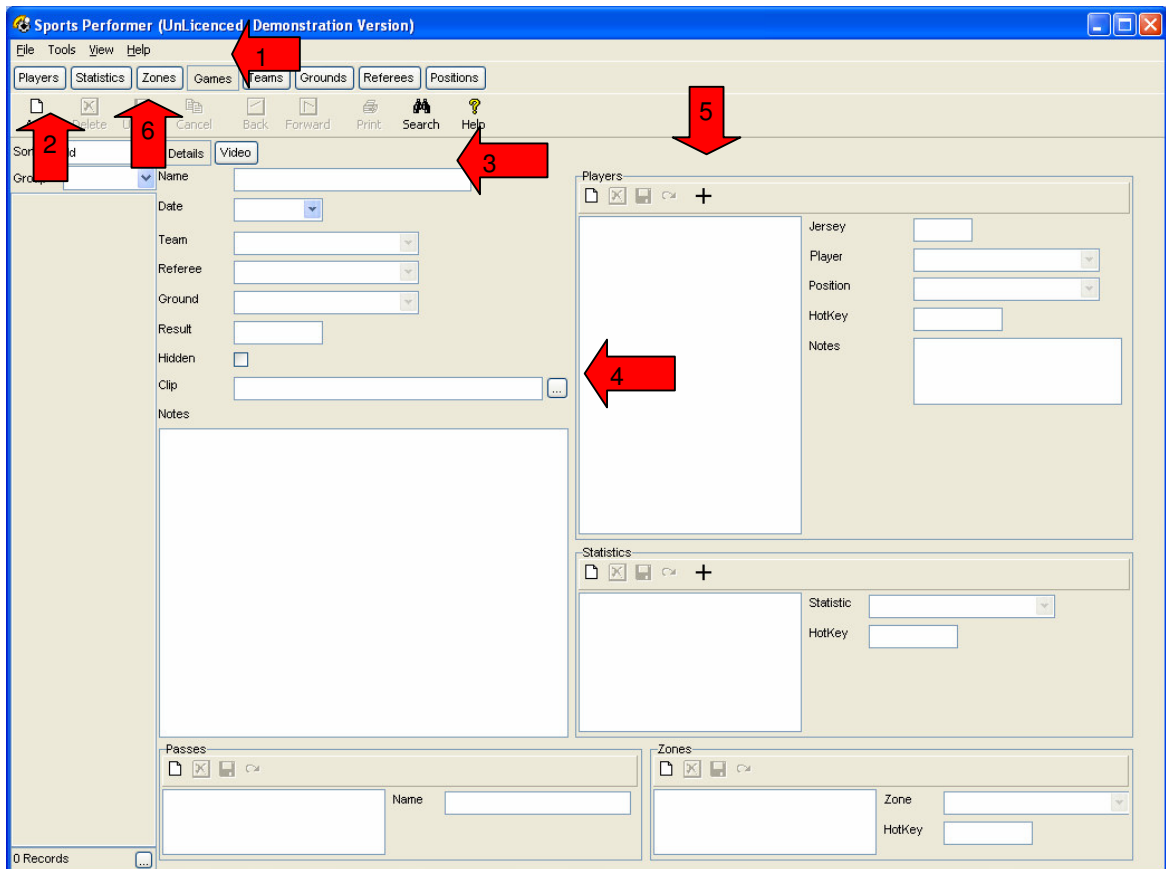 Sports Performer (UnLicenced Demonstration Version)
File Tools View Help
1
Players Statistics Zones Games Teams Grounds Referees Positions
Delete Cancel Back Forward Print Search Help
2
6
5
Details Video
3
Name
Date
Team
Referee
Ground
Result
Hidden
Clip
...
4
Notes
Players
Jersey
Player
Position
HotKey
Notes
Statistics
Statistic
HotKey
Passes
Name
Zones
Zone
HotKey
0 Records ...